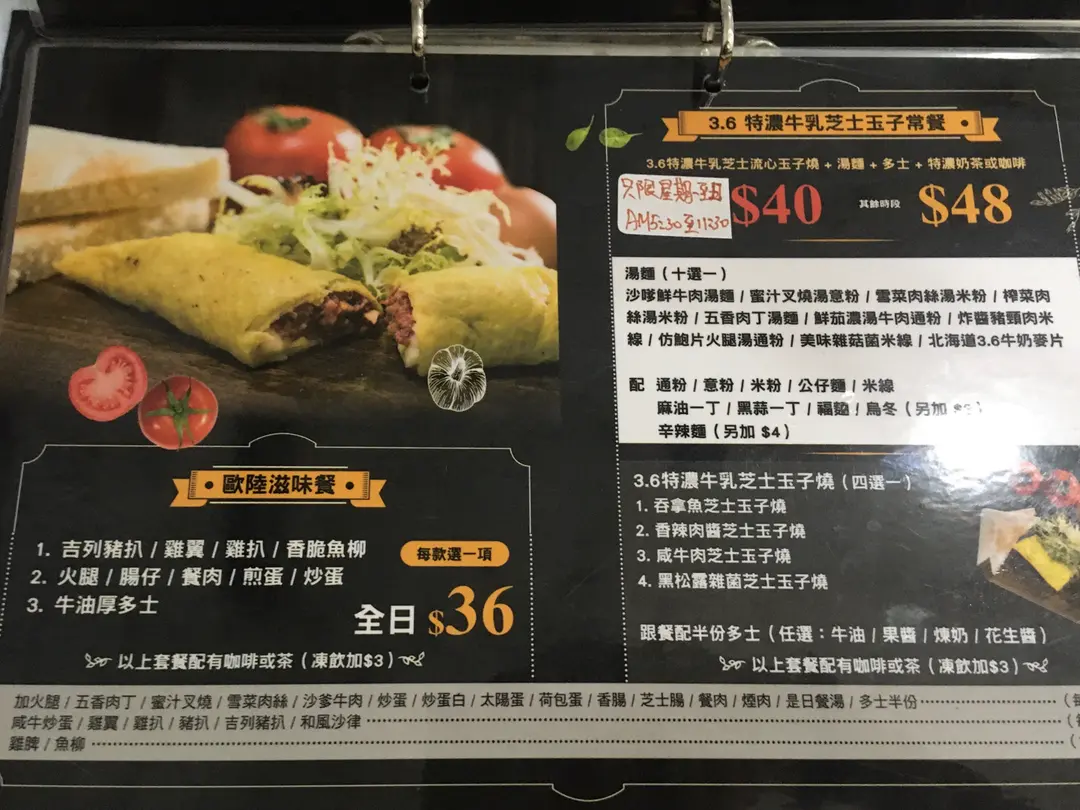 歐陸滋味餐
1. 吉列豬扒 / 雞翼 / 雞扒 / 香脆魚柳
每款選一項
2. 火腿 / 腸仔 / 餐肉 / 煎蛋 / 炒蛋
3. 牛油厚多士
全日 $36
以上套餐配有咖啡或茶（凍飲加$3）
3.6 特濃牛乳芝士玉子常餐
3.6特濃牛乳芝士流心玉子燒 + 湯麵 + 多士 + 特濃奶茶或咖啡
只限星期一至
AM5:30至11:30
$40 其餘時段 $48
湯麵（十選一）
沙嗲鮮牛肉湯麵 / 蜜汁叉燒湯意粉 / 雪菜肉絲湯米粉 / 榨菜肉
絲湯米粉 / 五香肉丁湯麵 / 鮮茄濃湯牛肉通粉 / 炸醬豬頸肉米
線 / 仿鮑片火腿湯通粉 / 美味雜菇菌米線 / 北海道3.6牛奶麥片
配 通粉 / 意粉 / 米粉 / 公仔麵 / 米線
麻油一丁 / 黑蒜一丁 / 福麵 / 烏冬（另加
辛辣麵（另加 $4）
3.6特濃牛乳芝士玉子燒（四選一）
1. 吞拿魚芝士玉子燒
2. 香辣肉醬芝士玉子燒
3. 咸牛肉芝士玉子燒
4. 黑松露雜菌芝士玉子燒
跟餐配半份多士（任選：牛油 / 果醬 / 煉奶 / 花生醬）
以上套餐配有咖啡或茶（凍飲加$3）
加火腿 / 五香肉丁 / 蜜汁叉燒 / 雪菜肉絲 / 沙爹牛肉 / 炒蛋 / 炒蛋白 / 太陽蛋 / 荷包蛋 / 香腸 / 芝士腸 / 餐肉 / 煙肉 / 是日餐湯 / 多士半份
咸牛炒蛋 / 雞翼 / 雞扒 / 豬扒 / 吉列豬扒 / 和風沙律
雞脾 / 魚柳